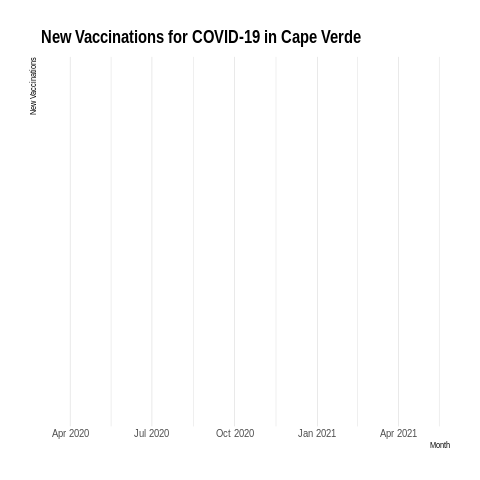 New Vaccinations for COVID-19 in Cape Verde
New Vaccinations
Apr 2020
Jul 2020
Oct 2020
Jan 2021
Apr 2021
Month